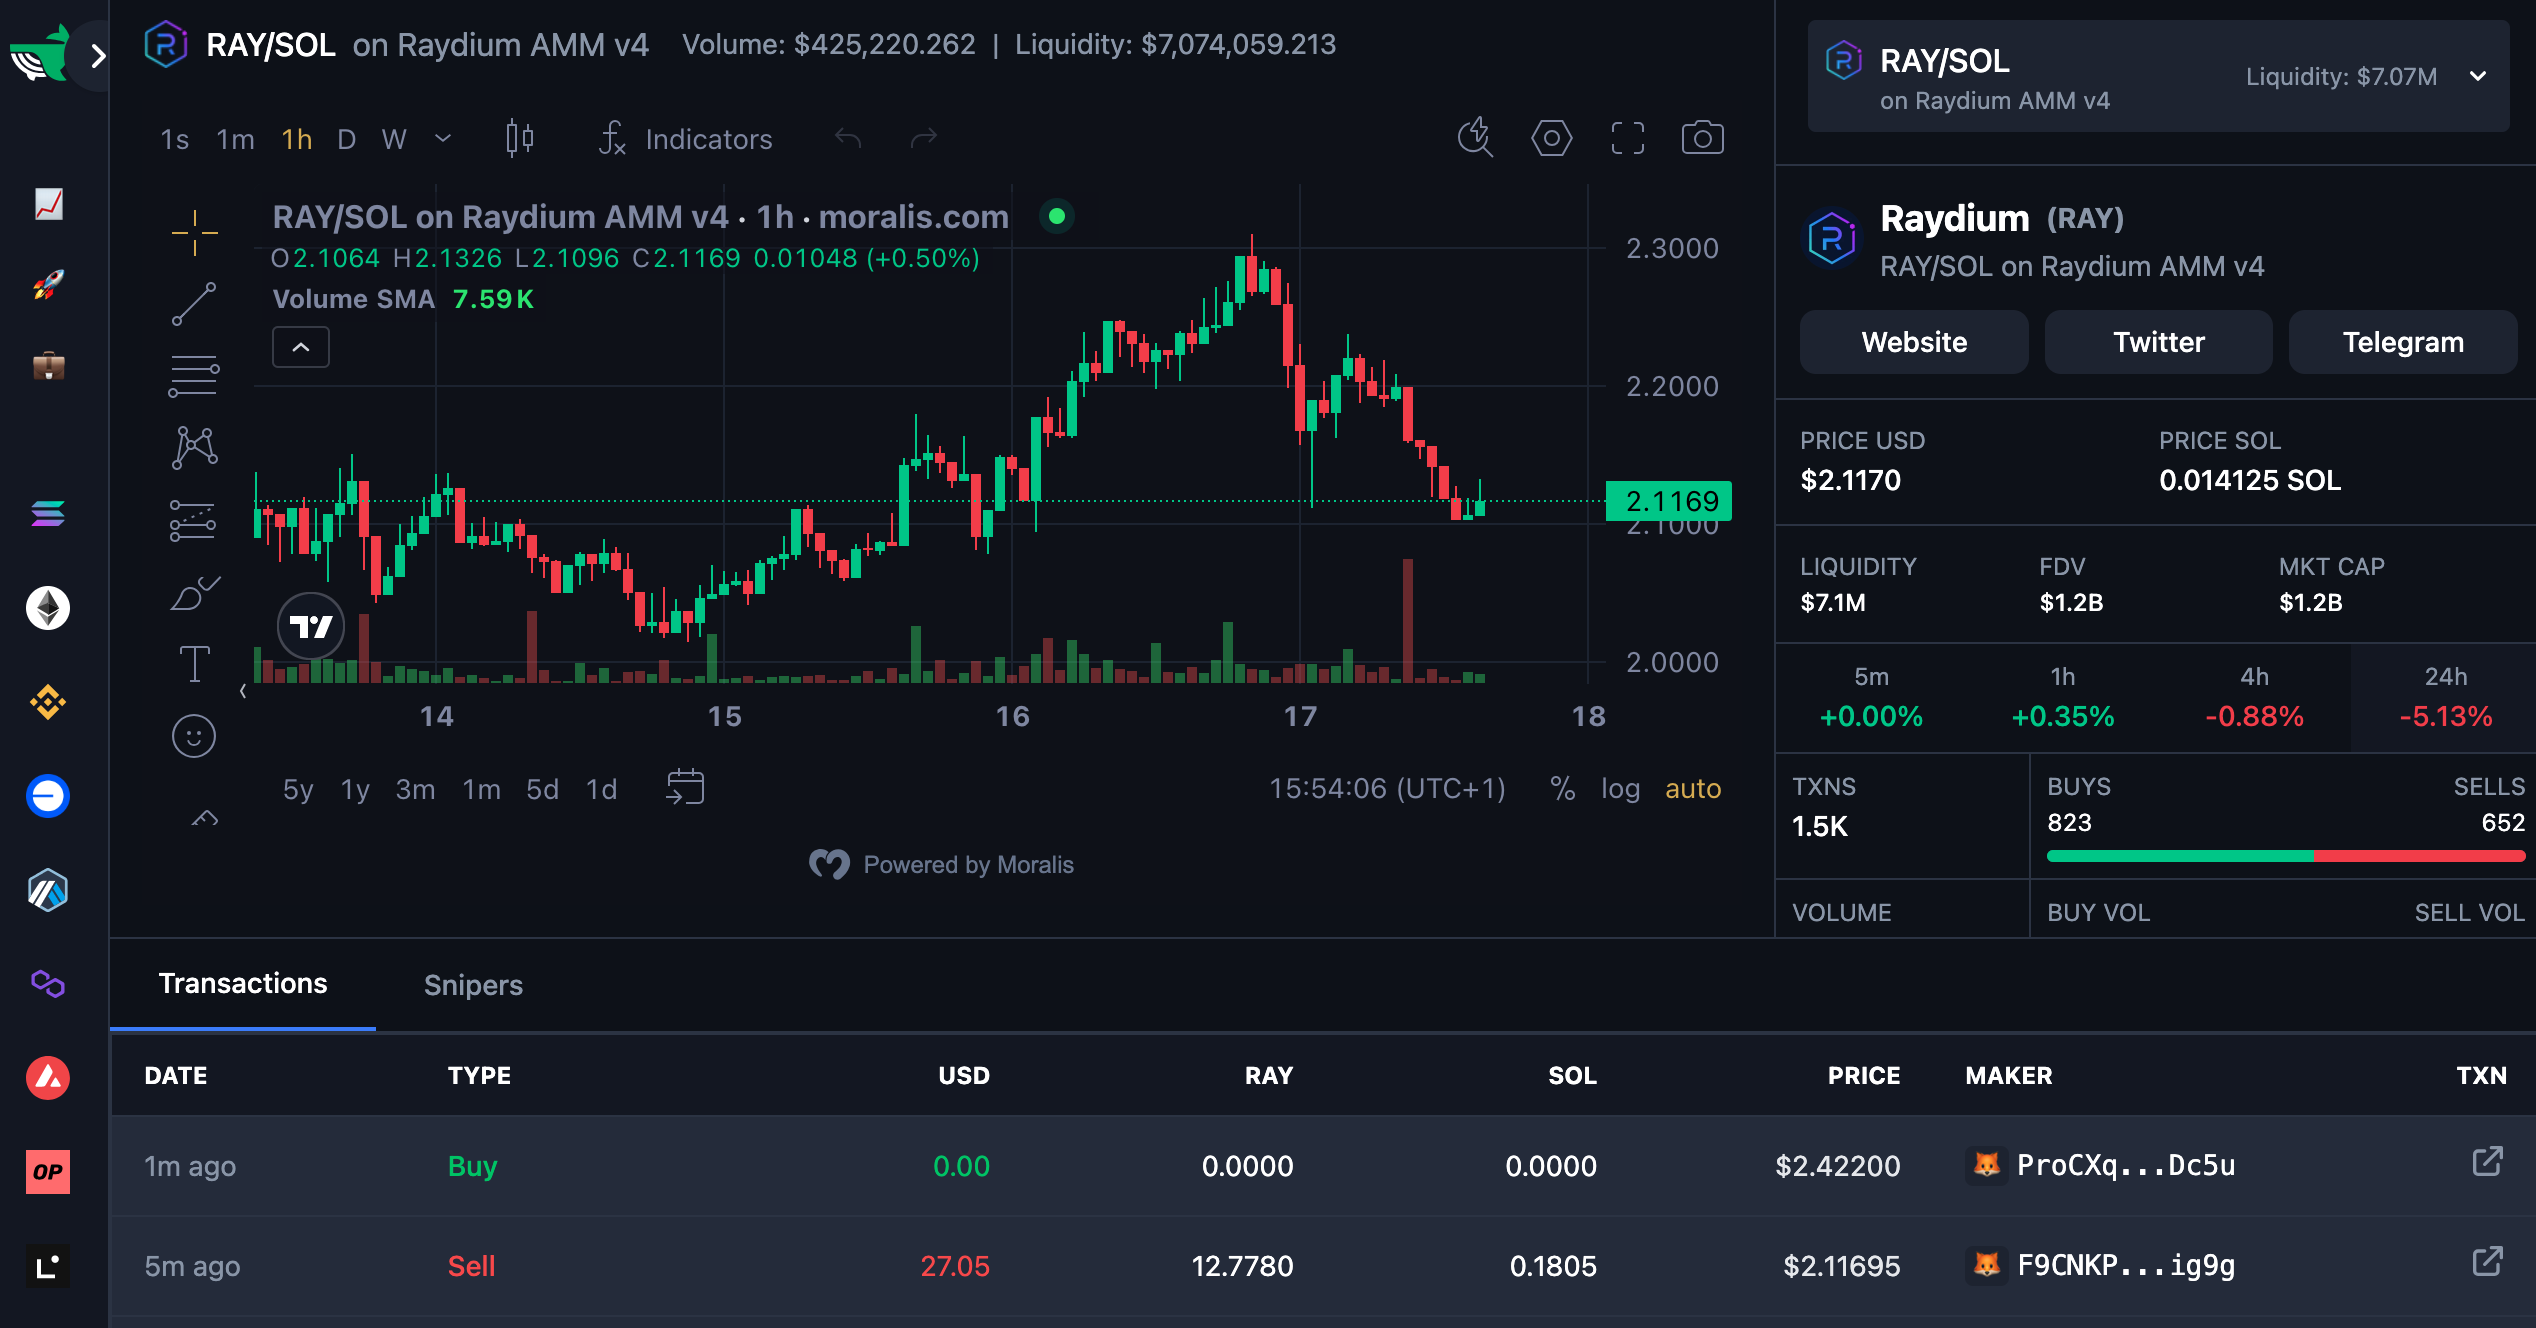 RAY/SOL on Raydium AMM v4 Volume: $425,220.262 | Liquidity: $7,074,059.213
1s 1m 1h D W Indicators
RAY/SOL on Raydium AMM v4 · 1h · moralis.com
O2.1064 H2.1326 L2.1096 C2.1169 0.01048 (+0.50%)
Volume SMA 7.59K
2.3000
2.2000
2.1169
2.1000
2.0000
14 15 16 17 18
5y 1y 3m 1m 5d 1d 15:54:06 (UTC+1) % log auto
Powered by Moralis
RAY/SOL
on Raydium AMM v4
Liquidity: $7.07M
Raydium (RAY)
RAY/SOL on Raydium AMM v4
Website Twitter Telegram
PRICE USD PRICE SOL
$2.1170 0.014125 SOL
LIQUIDITY FDV MKT CAP
$7.1M $1.2B $1.2B
5m 1h 4h 24h
+0.00% +0.35% -0.88% -5.13%
TXNS BUYS SELLS
1.5K 823 652
VOLUME BUY VOL SELL VOL
OP
Transactions Snipers
DATE TYPE USD RAY SOL PRICE MAKER TXN
1m ago Buy 0.00 0.0000 0.0000 $2.42200 ProCXq...Dc5u
5m ago Sell 27.05 12.7780 0.1805 $2.11695 F9CNKP...ig9g